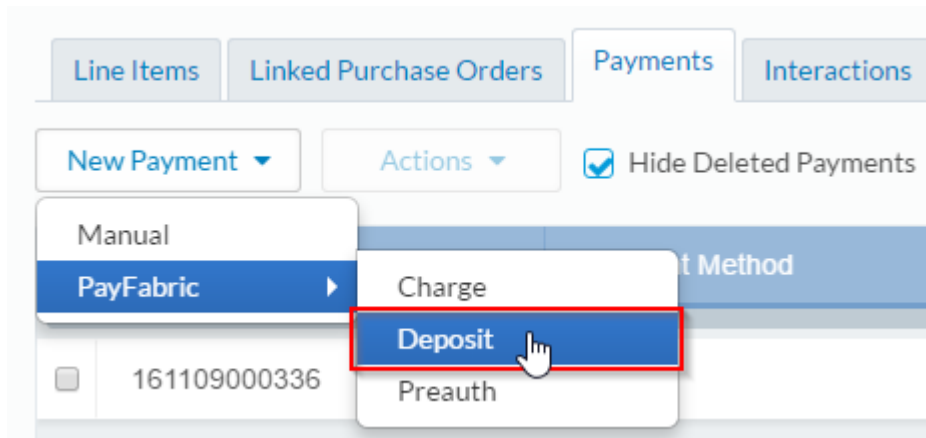 Line Items Linked Purchase Orders Payments Interactions
New Payment Actions Hide Deleted Payments
Manual
t Method
PayFabric Charge
Deposit
161109000336
Preauth